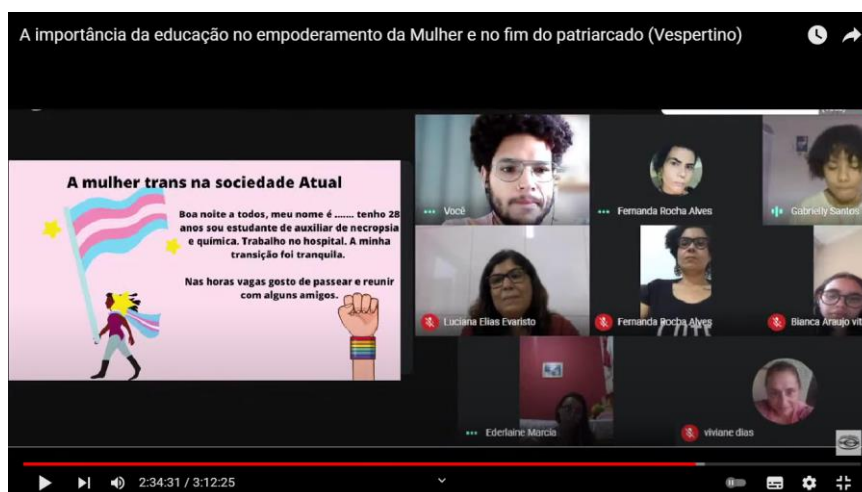 A importância da educação no empoderamento da Mulher e no fim do patriarcado (Vespertino)
A mulher trans na sociedade Atual
Boa noite a todos, meu nome é ....... tenho 28
anos sou estudante de auxiliar de necropsia
e química. Trabalho no hospital. A minha
transição foi tranquila.
Nas horas vagas gosto de passear e reunir
com alguns amigos.
Você
Fernanda Rocha Alves
Gabrielly Santos
Luciana Elias Evaristo
Fernanda Rocha Alves
Bianca Araujo vit
Ederlaine Marcia
viviane dias
2:34:31 / 3:12:25